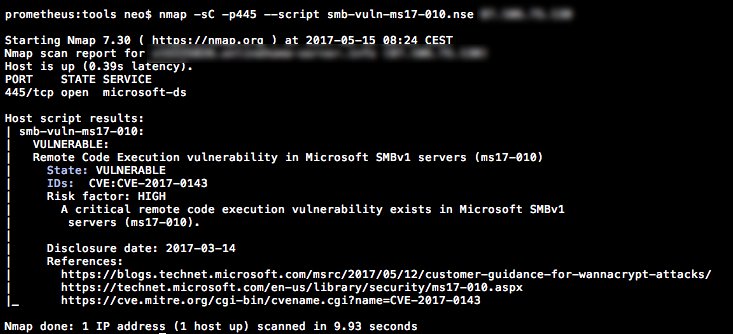 prometheus:tools neo$ nmap -sC -p445 --script smb-vuln-ms17-010.nse
Starting Nmap 7.30 ( https://nmap.org ) at 2017-05-15 08:24 CEST
Nmap scan report for
Host is up (0.39s latency).
PORT    STATE SERVICE
445/tcp open  microsoft-ds
Host script results:
| smb-vuln-ms17-010:
|   VULNERABLE:
|   Remote Code Execution vulnerability in Microsoft SMBv1 servers (ms17-010)
|     State: VULNERABLE
|     IDs:  CVE:CVE-2017-0143
|     Risk factor: HIGH
|       A critical remote code execution vulnerability exists in Microsoft SMBv1
|        servers (ms17-010).
|
|     Disclosure date: 2017-03-14
|     References:
|       https://blogs.technet.microsoft.com/msrc/2017/05/12/customer-guidance-for-wannacrypt-attacks/
|       https://technet.microsoft.com/en-us/library/security/ms17-010.aspx
|_      https://cve.mitre.org/cgi-bin/cvename.cgi?name=CVE-2017-0143
Nmap done: 1 IP address (1 host up) scanned in 9.93 seconds